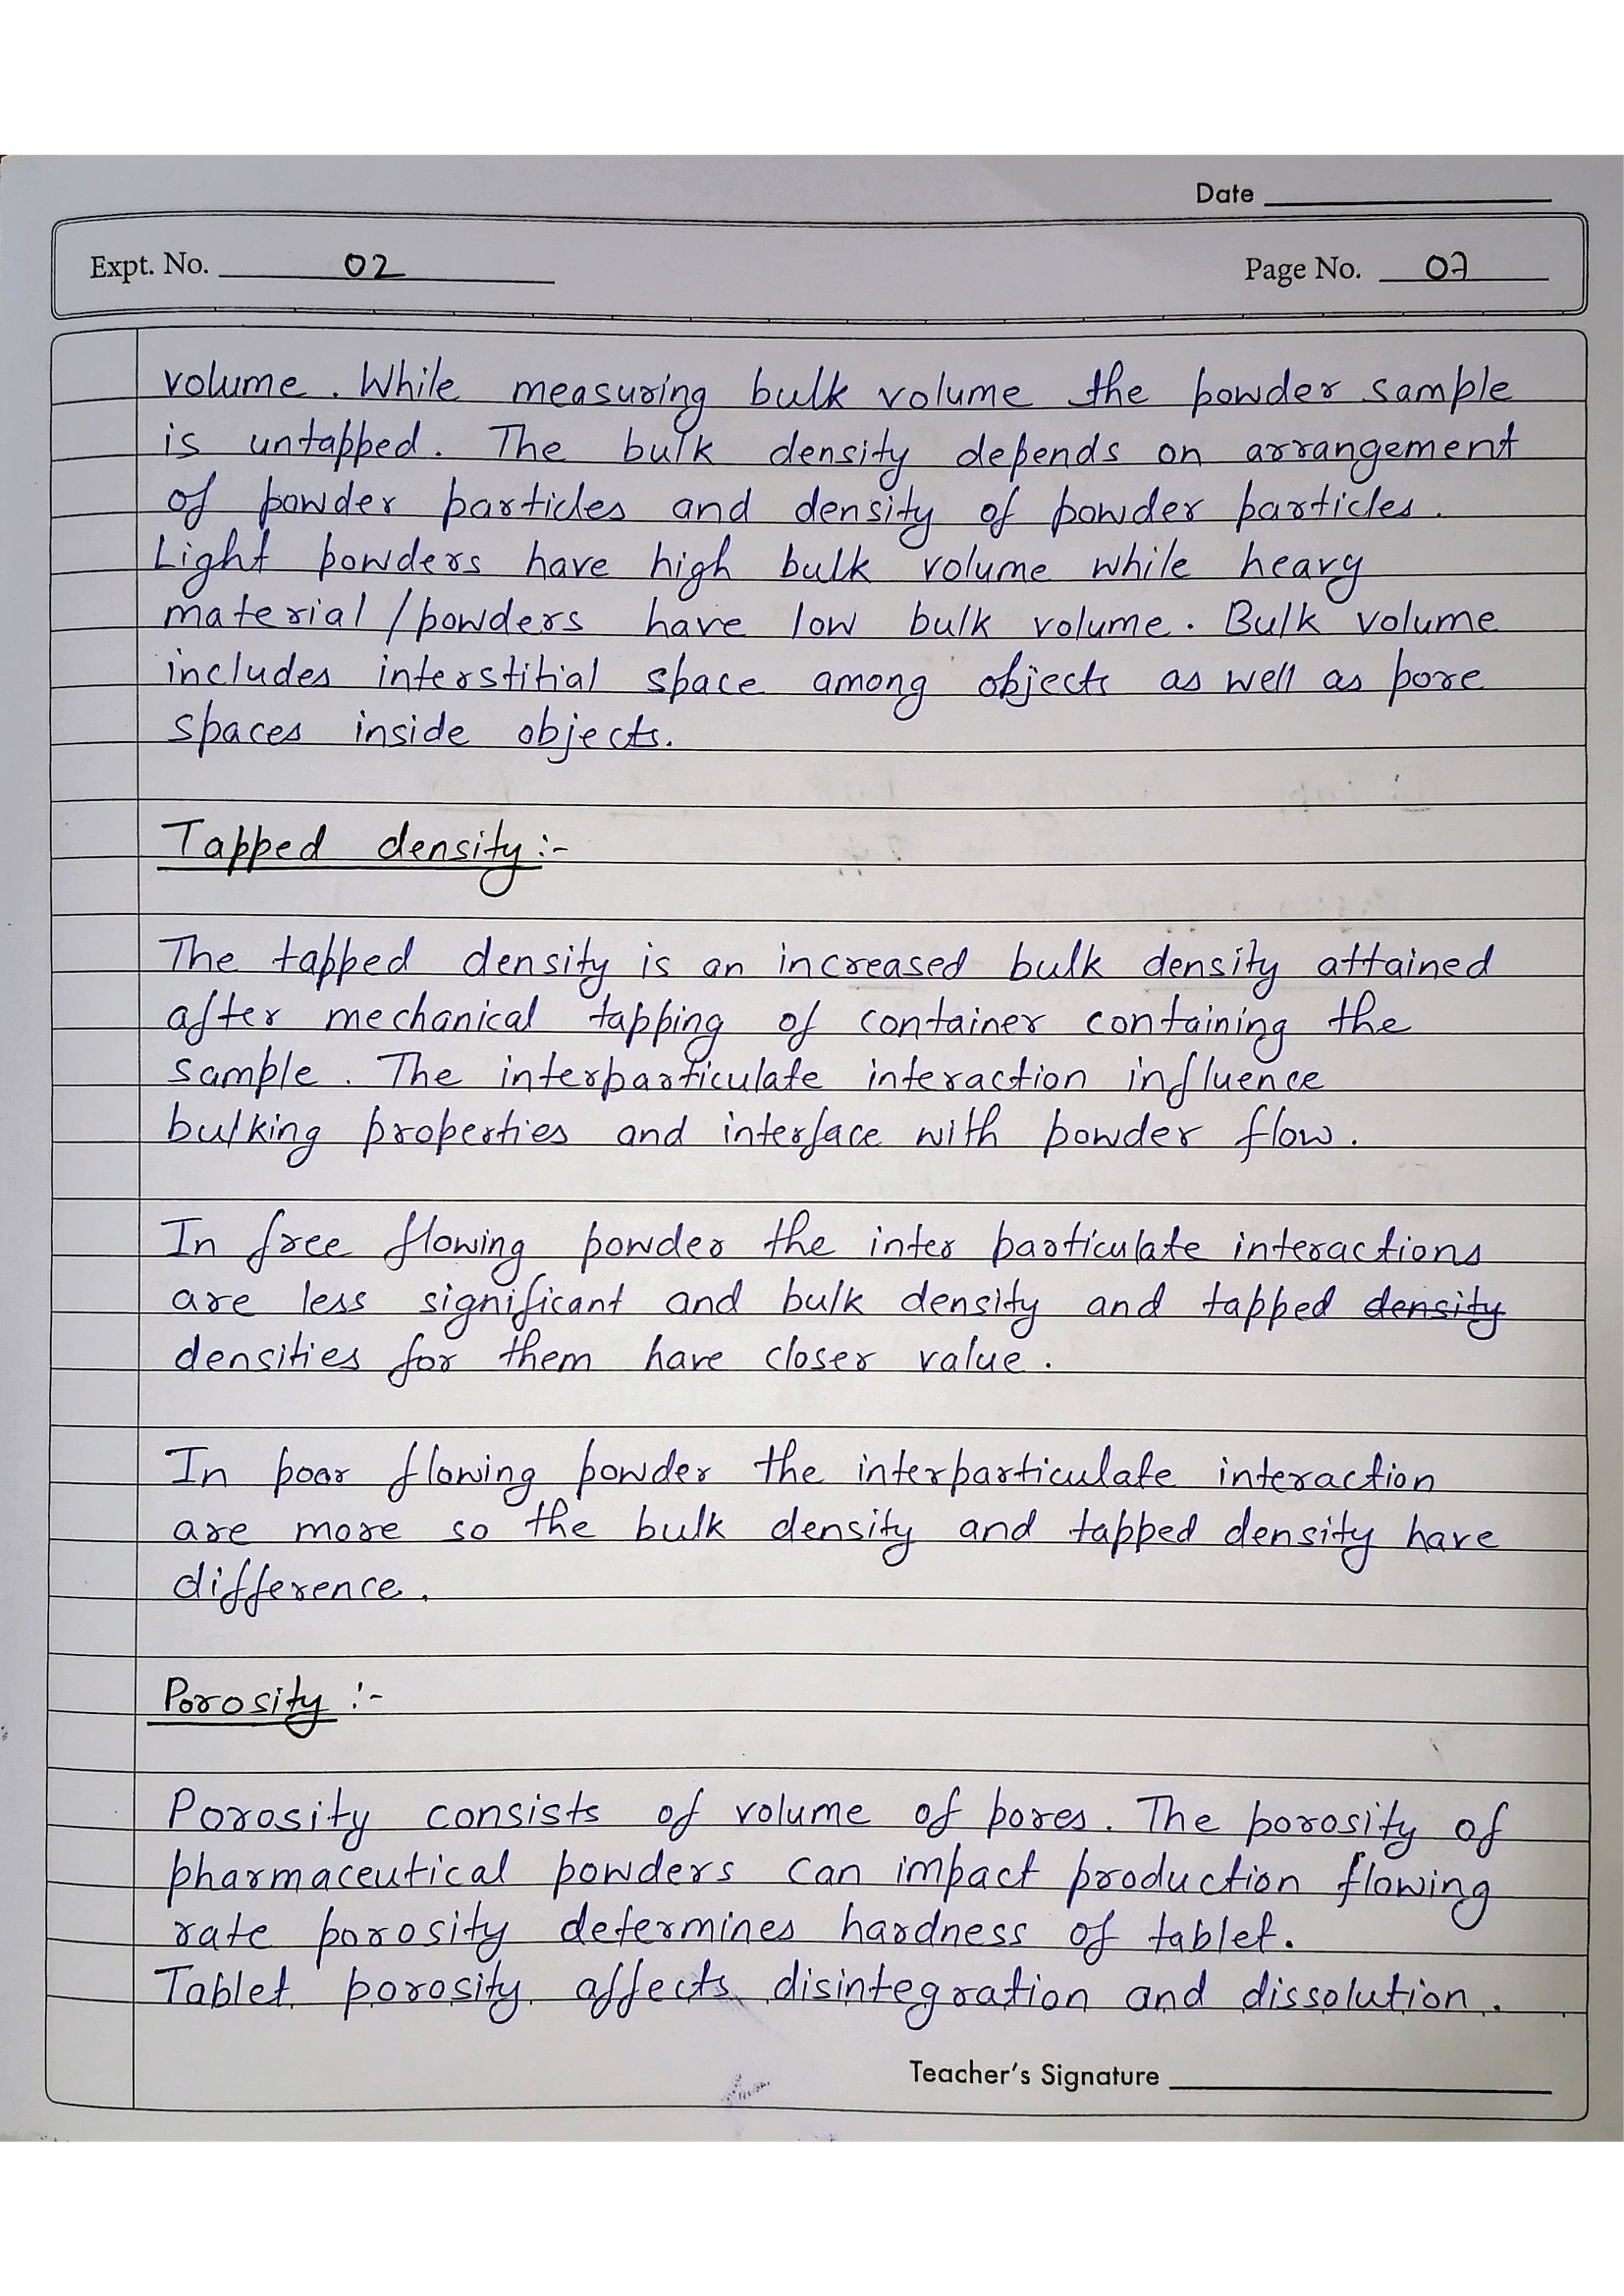 Date
Expt. No. 02 Page No. 07
volume. While measuring bulk volume the powder sample
is untapped. The bulk density depends on arrangement
of powder particles and density of powder particles.
Light powders have high bulk volume while heavy
material/powders have low bulk volume. Bulk volume
includes interstitial space among objects as well as pore
spaces inside objects.
Tapped density:-
The tapped density is an increased bulk density attained
after mechanical tapping of container containing the
sample. The interparticulate interaction influence
bulking properties and interface with powder flow.
In free flowing powder the inter particulate interactions
are less significant and bulk density and tapped density
densities for them have closer value.
In poor flowing powder the interparticulate interaction
are more so the bulk density and tapped density have
difference.
Porosity :-
Porosity consists of volume of pores. The porosity of
pharmaceutical powders can impact production flowing
rate porosity determines hardness of tablet.
Tablet porosity affects disintegration and dissolution.
Teacher's Signature